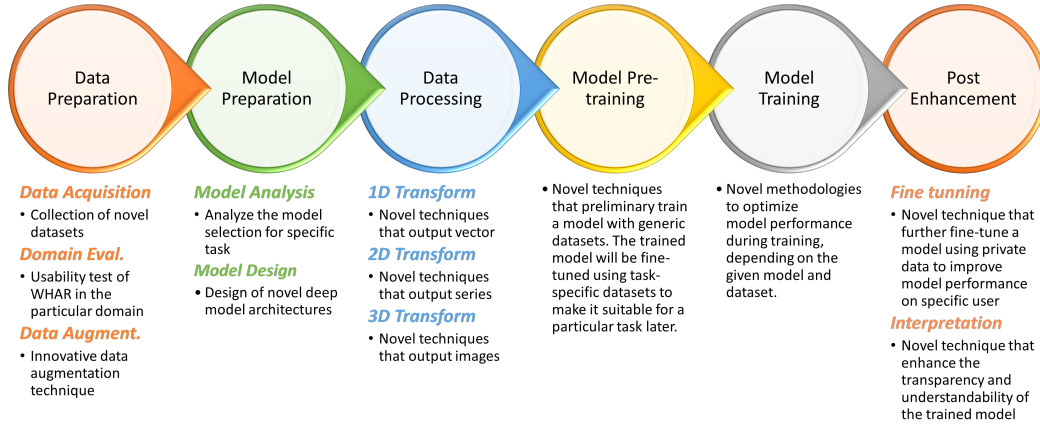 Data
Preparation
Model
Preparation
Data
Processing
Model Pre-
training
Model
Training
Post
Enhancement
Data Acquisition
• Collection of novel
datasets
Domain Eval.
• Usability test of
WHAR in the
particular domain
Data Augment.
• Innovative data
augmentation
technique
Model Analysis
• Analyze the model
selection for specific
task
Model Design
• Design of novel deep
model architectures
1D Transform
• Novel techniques
that output vector
2D Transform
• Novel techniques
that output series
3D Transform
• Novel techniques
that output images
• Novel techniques
that preliminary train
a model with generic
datasets. The trained
model will be fine-
tuned using task-
specific datasets to
make it suitable for a
particular task later.
• Novel methodologies
to optimize
model performance
during training,
depending on the
given model and
dataset.
Fine tunning
• Novel technique that
further fine-tune a
model using private
data to improve
model performance
on specific user
Interpretation
• Novel technique that
enhance the
transparency and
understandability of
the trained model